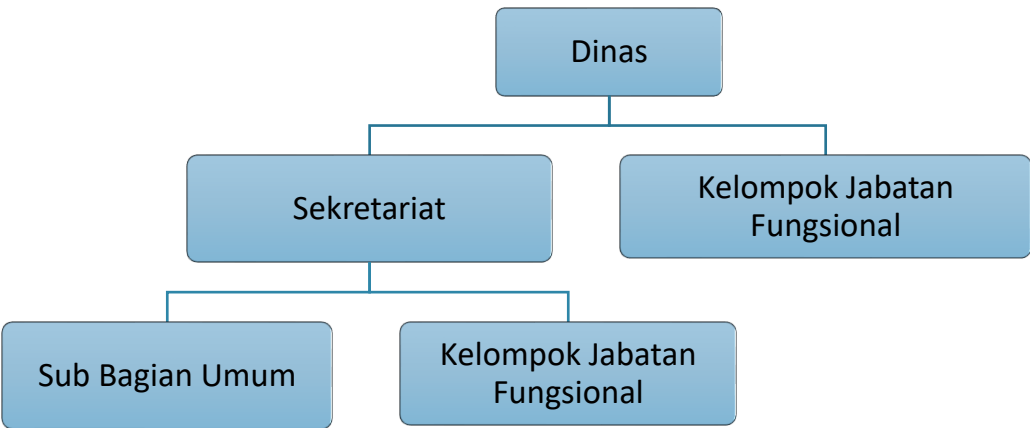 Dinas
Sekretariat
Kelompok Jabatan
Fungsional
Sub Bagian Umum
Kelompok Jabatan
Fungsional